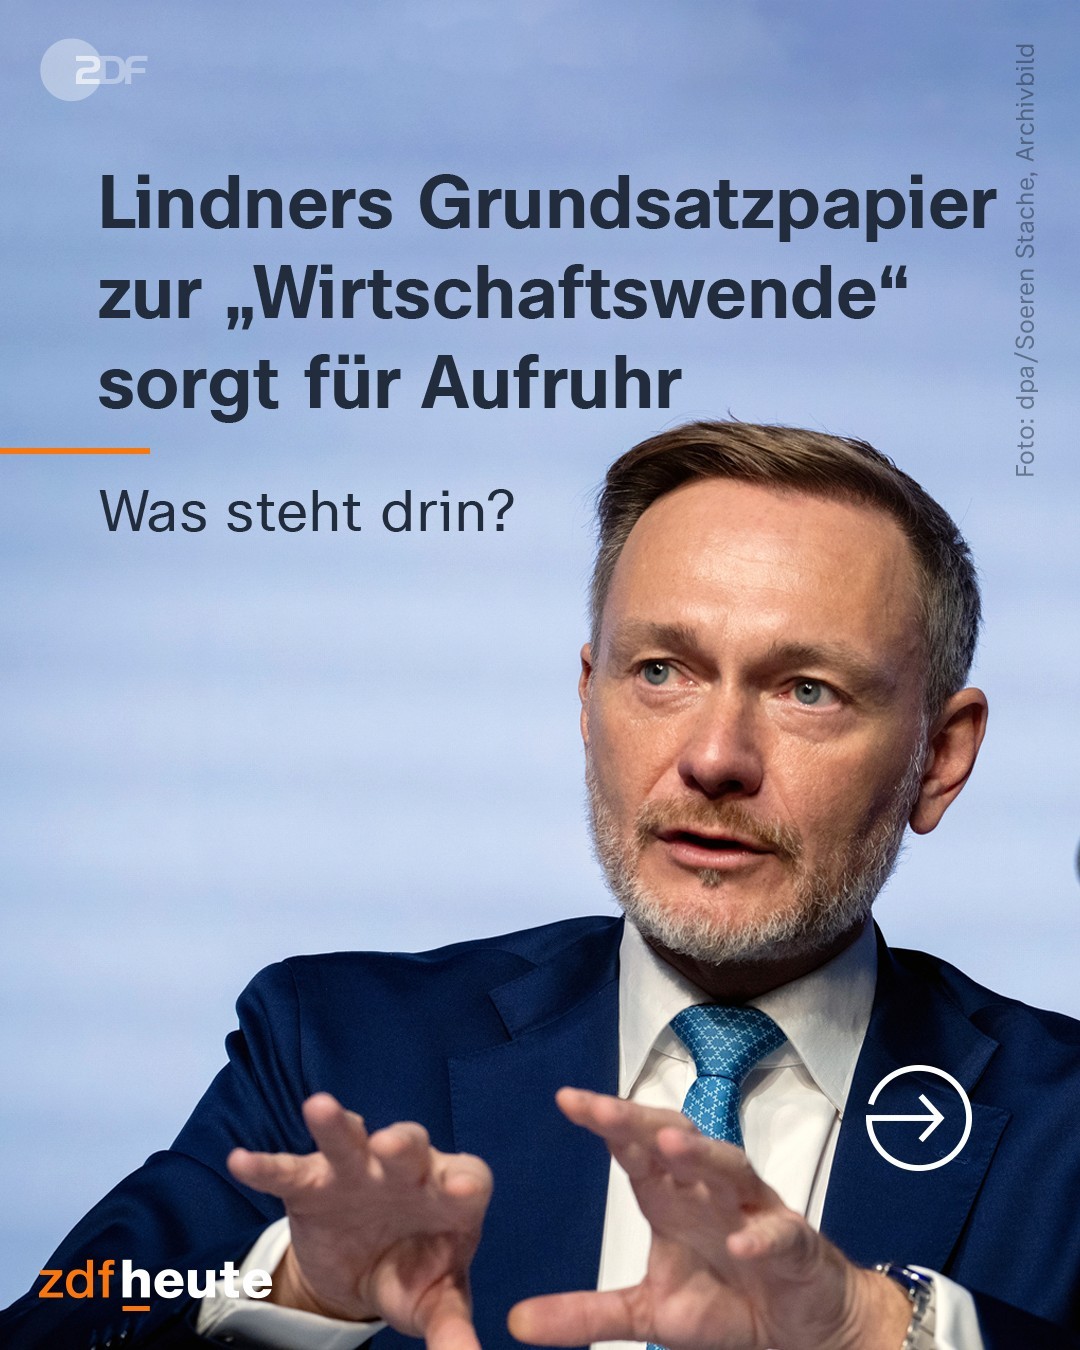 ZDF
Lindners Grundsatzpapier
zur „Wirtschaftswende“
sorgt für Aufruhr
Was steht drin?
Foto: dpa/Soeren Stache, Archivbild
zdfheute